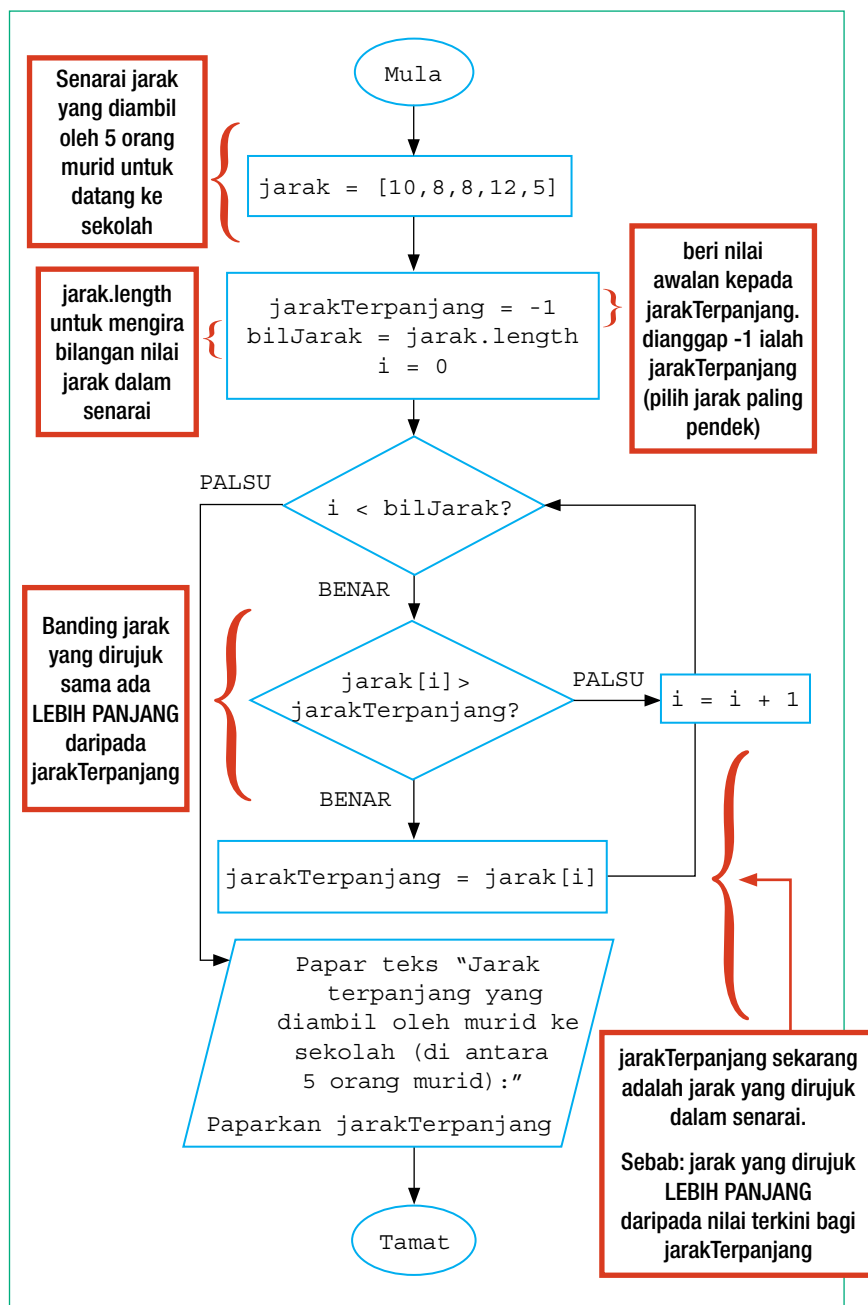 Mula
Senarai jarak
yang diambil
oleh 5 orang
murid untuk
datang ke
sekolah
jarak = [10,8,8,12,5]
jarak.length
untuk mengira
bilangan nilai
jarak dalam
senarai
jarakTerpanjang = -1
bilJarak = jarak.length
i = 0
beri nilai
awalan kepada
jarakTerpanjang.
dianggap -1 ialah
jarakTerpanjang
(pilih jarak paling
pendek)
PALSU
i < bilJarak?
BENAR
Banding jarak
yang dirujuk
sama ada
LEBIH PANJANG
daripada
jarakTerpanjang
jarak[i]>
jarakTerpanjang?
PALSU
i = i + 1
BENAR
jarakTerpanjang = jarak[i]
Papar teks “Jarak
terpanjang yang
diambil oleh murid ke
sekolah (di antara
5 orang murid):”
Paparkan jarakTerpanjang
jarakTerpanjang sekarang
adalah jarak yang dirujuk
dalam senarai.
Sebab: jarak yang dirujuk
LEBIH PANJANG
daripada nilai terkini bagi
jarakTerpanjang
Tamat